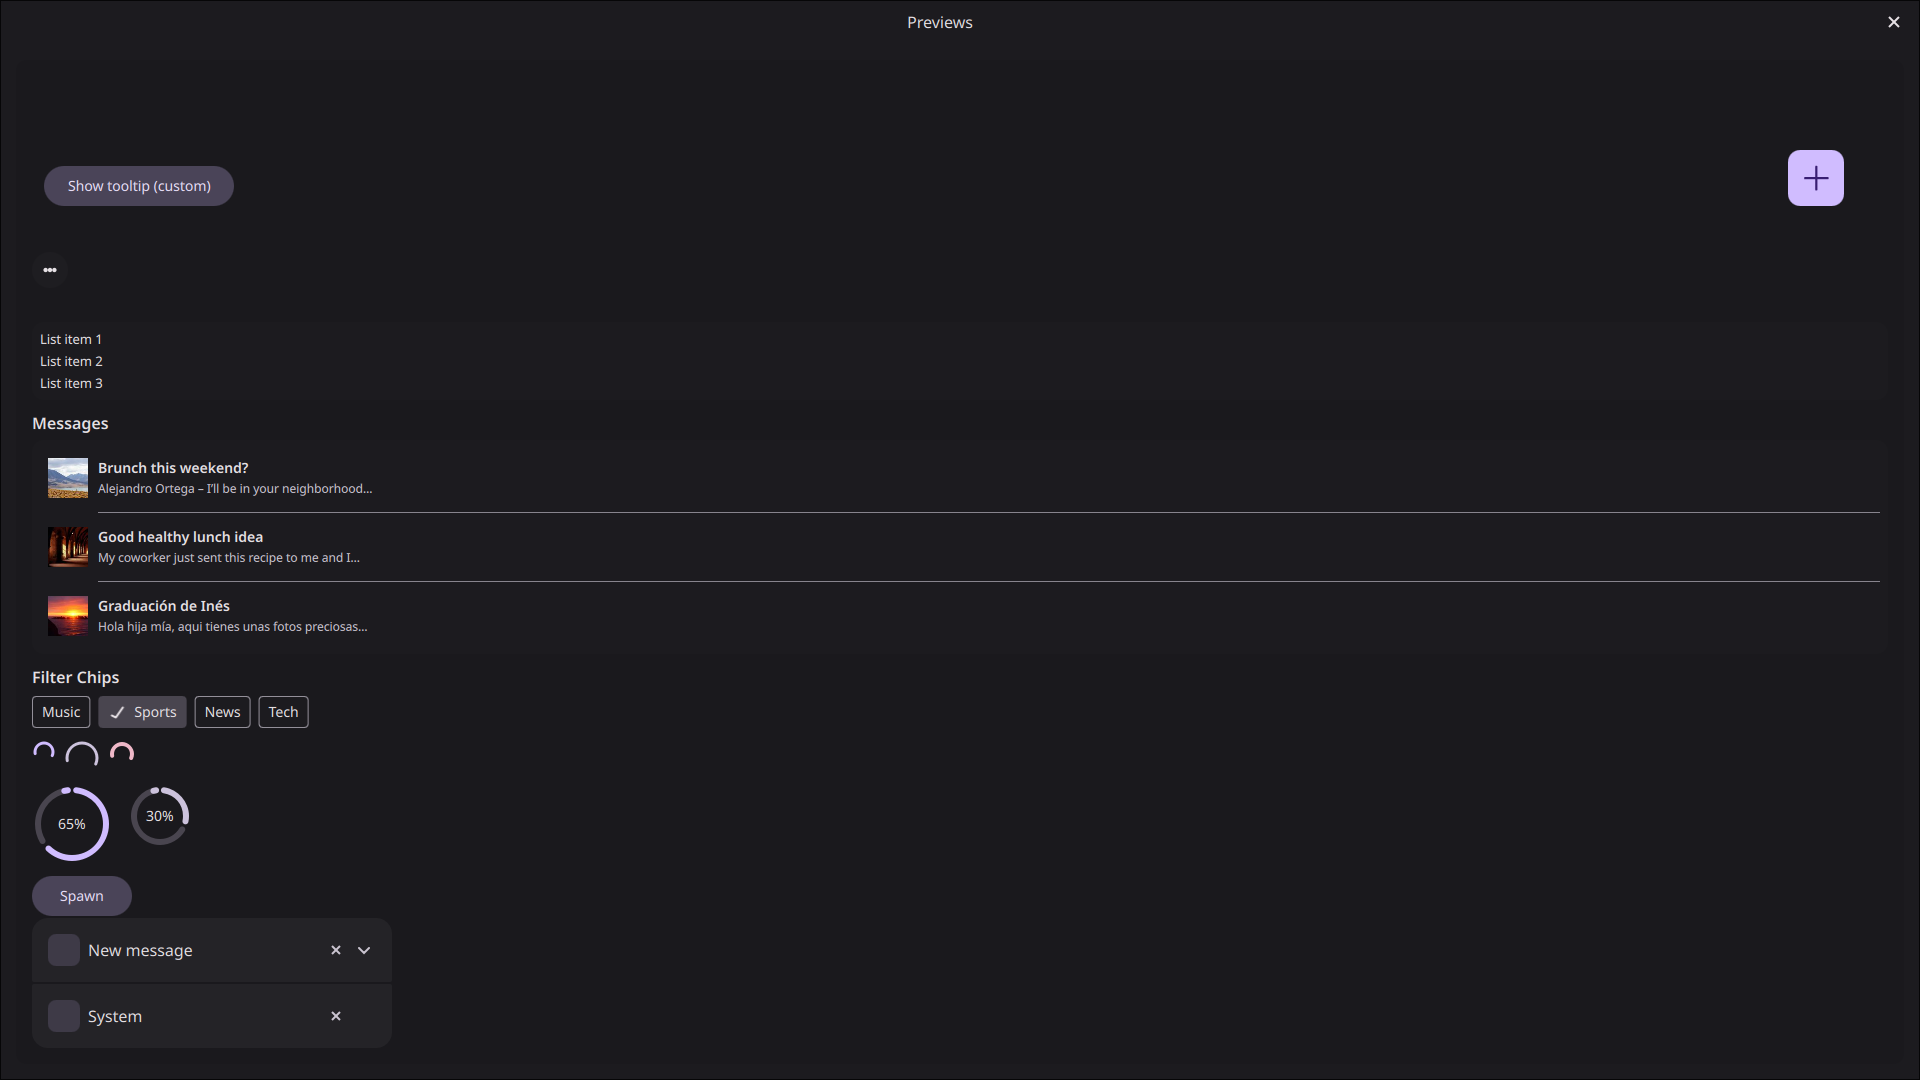 Previews
Show tooltip (custom)
List item 1
List item 2
List item 3
Messages
Brunch this weekend?
Alejandro Ortega – I'll be in your neighborhood...
Good healthy lunch idea
My coworker just sent this recipe to me and I...
Graduación de Inés
Hola hija mía, aqui tienes unas fotos preciosas...
Filter Chips
Music Sports News Tech
65% 30%
Spawn
New message
System